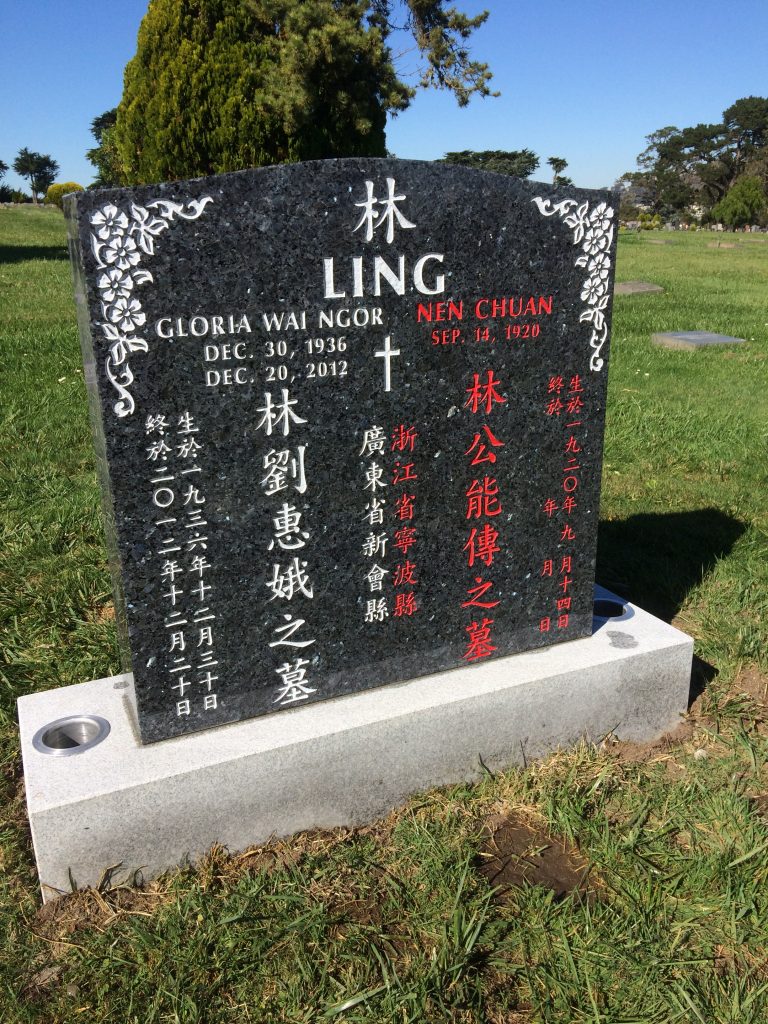 林
LING
GLORIA WAI NGOR
DEC. 30, 1936
DEC. 20, 2012
NEN CHUAN
SEP. 14, 1920
生於一九二〇年九月十四日
終於 年 月 日
林公能傳之墓
浙江省寧波縣
廣東省新會縣
林劉惠娥之墓
生於一九三六年十二月三十日
終於二〇一二年十二月二十日